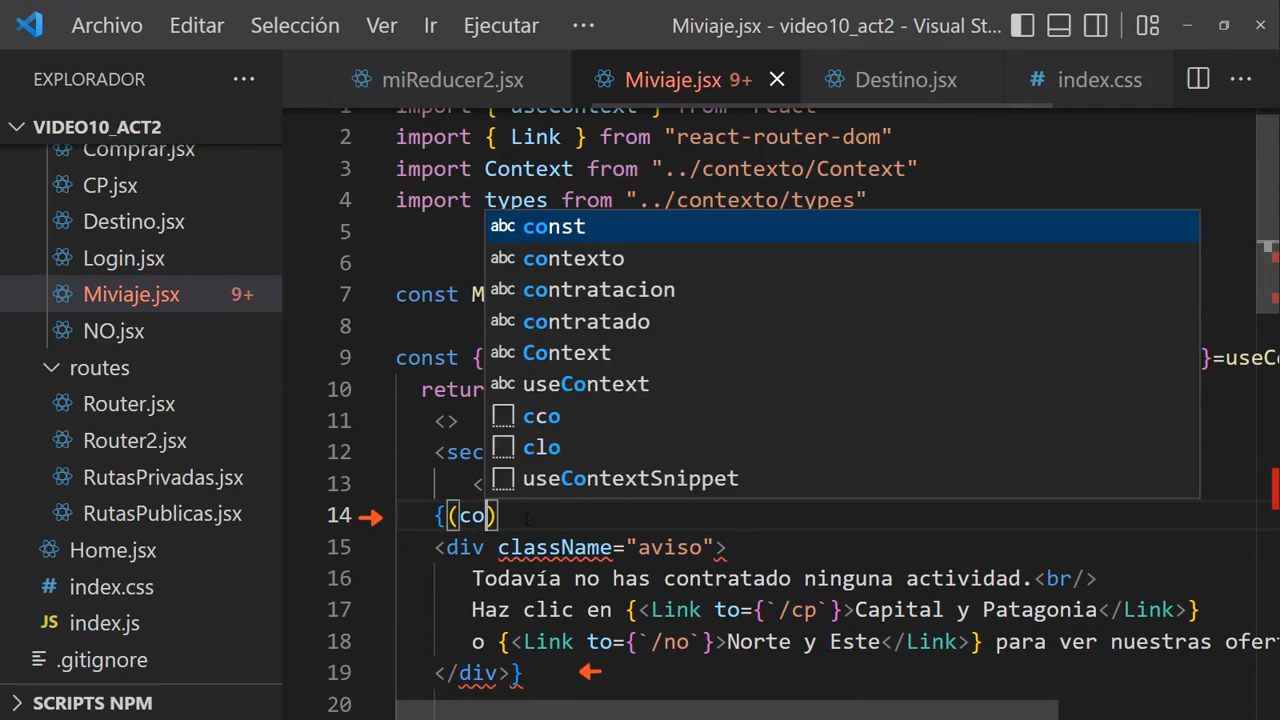 Archivo Editar Selección Ver Ir Ejecutar ··· Miviaje.jsx - video10_act2 - Visual St...
EXPLORADOR ···
miReducer2.jsx Miviaje.jsx 9+ Destino.jsx # index.css ···
VIDEO10_ACT2
Comprar.jsx
CP.jsx
Destino.jsx
Login.jsx
Miviaje.jsx 9+
NO.jsx
routes
Router.jsx
Router2.jsx
RutasPrivadas.jsx
RutasPublicas.jsx
Home.jsx
# index.css
JS index.js
.gitignore
SCRIPTS NPM
1 import { useContext } from "react"
2 import { Link } from "react-router-dom"
3 import Context from "../contexto/Context"
4 import types from "../contexto/types"
5
6
7 const M
8
9 const { }=useCo
10 retur
11 <>
12 <sec
13 <
14 {(co)
15 <div className="aviso">
16 Todavía no has contratado ninguna actividad.<br/>
17 Haz clic en {<Link to={`/cp`}>Capital y Patagonia</Link>}
18 o {<Link to={`/no`}>Norte y Este</Link>} para ver nuestras ofer
19 </div>}
20
abc const
abc contexto
abc contratacion
abc contratado
abc Context
abc useContext
cco
clo
useContextSnippet